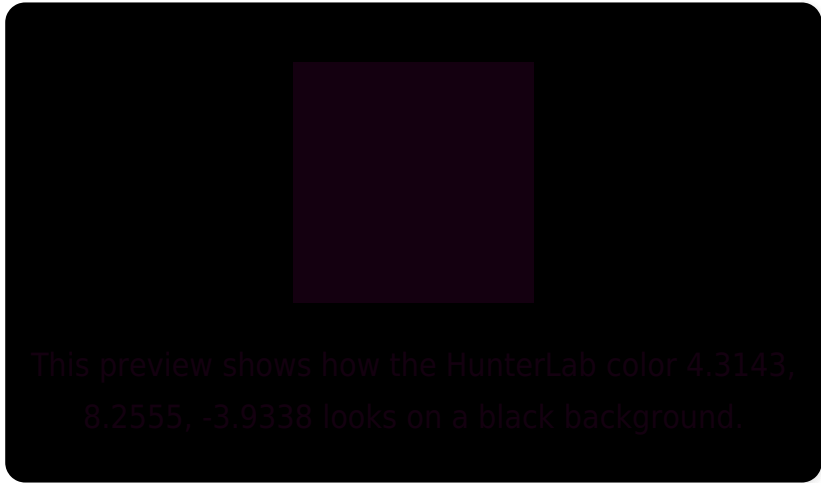 This preview shows how the HunterLab color 4.3143,
8.2555, -3.9338 looks on a black background.